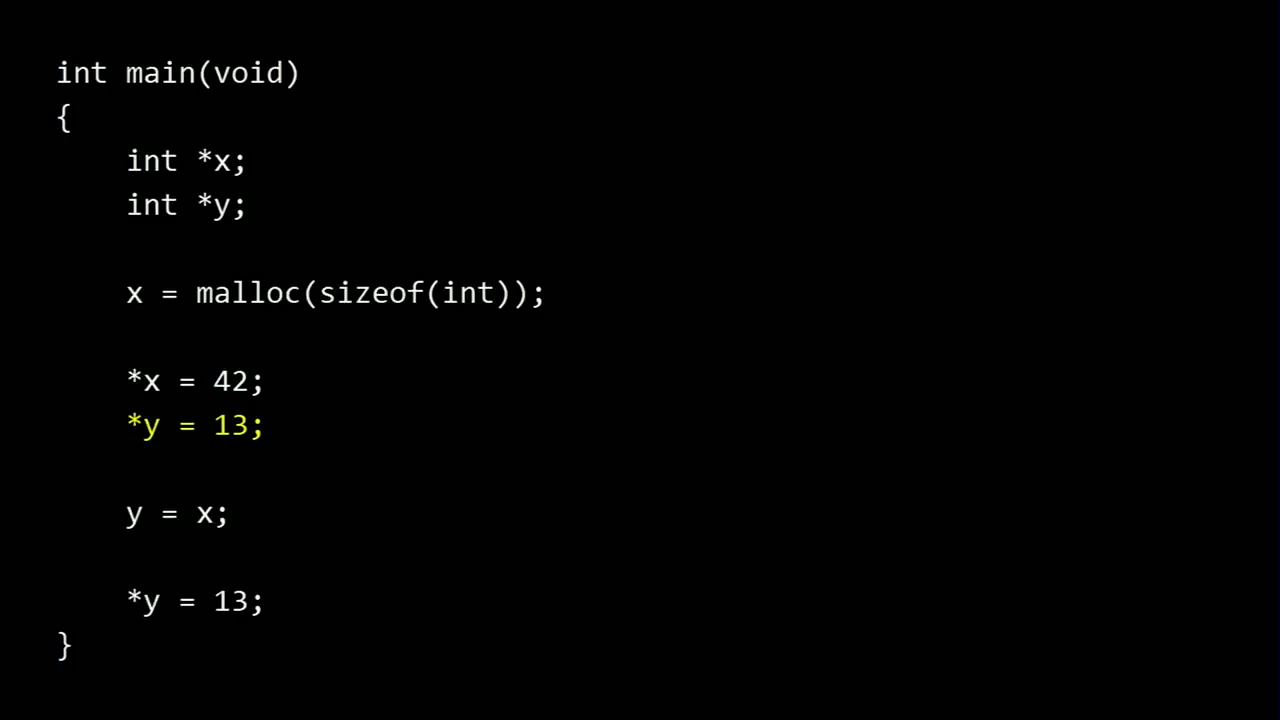 int main(void)
{
    int *x;
    int *y;
    x = malloc(sizeof(int));
    *x = 42;
    *y = 13;
    y = x;
    *y = 13;
}